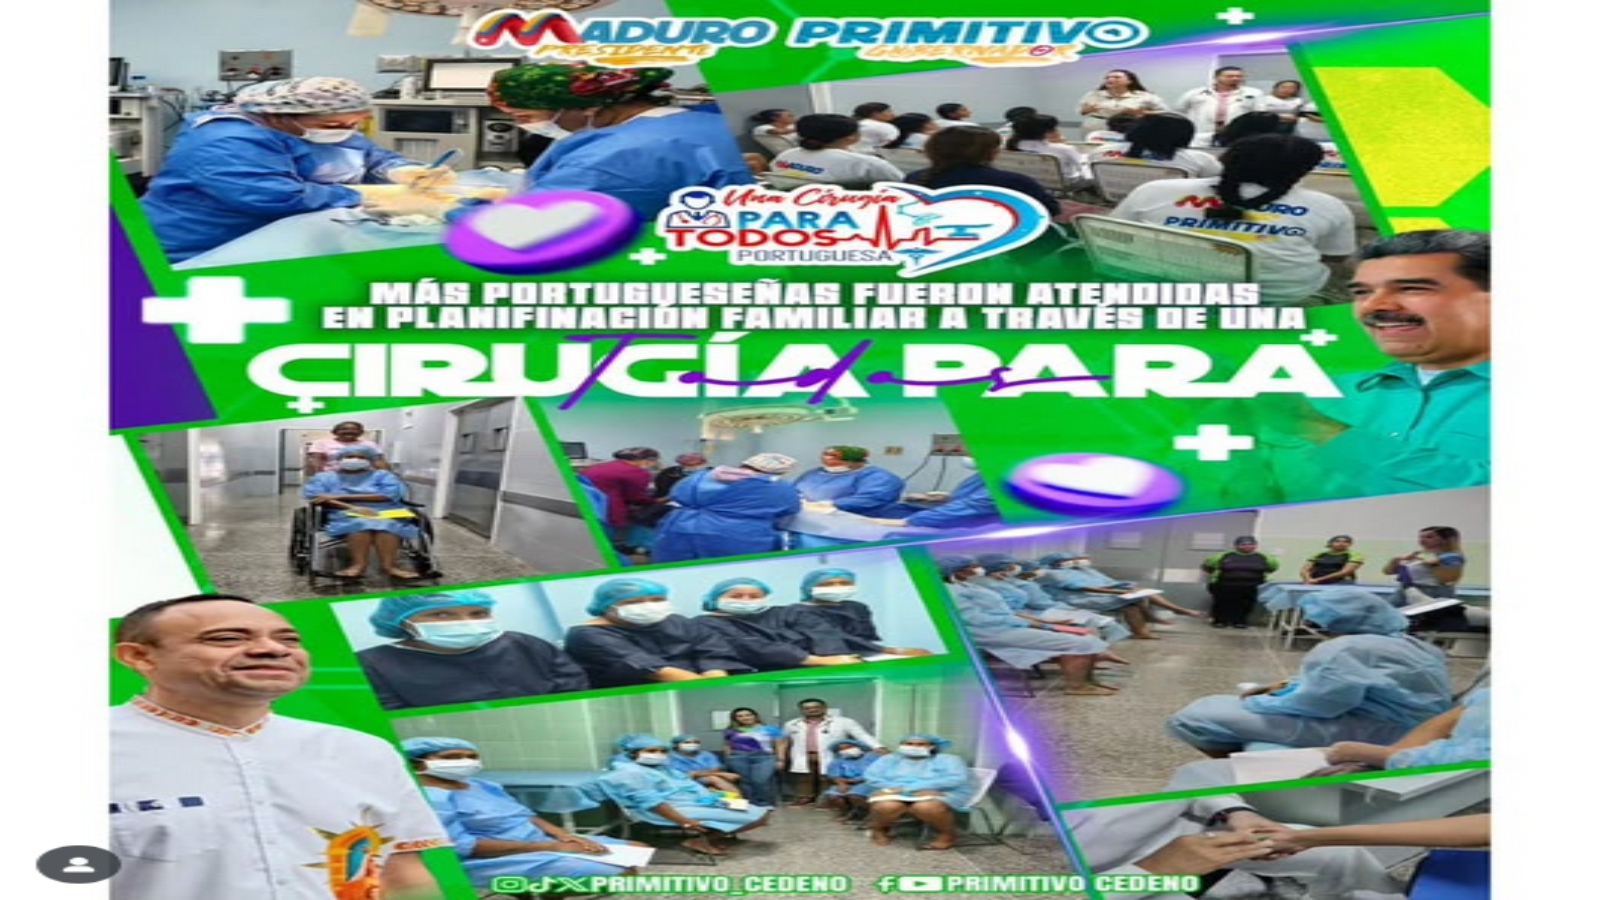 MADURO PRIMITIVO
PRESIDENTE GOBERNADOR
MADURO
MADURO
PRIMITIVO
Una Cirugía
PARA
TODOS
PORTUGUESA
MÁS PORTUGUESEÑAS FUERON ATENDIDAS
EN PLANIFINACIÓN FAMILIAR A TRAVÉS DE UNA
CIRUGÍA PARA
Todos
PRIMITIVO_CEDENO PRIMITIVO CEDENO